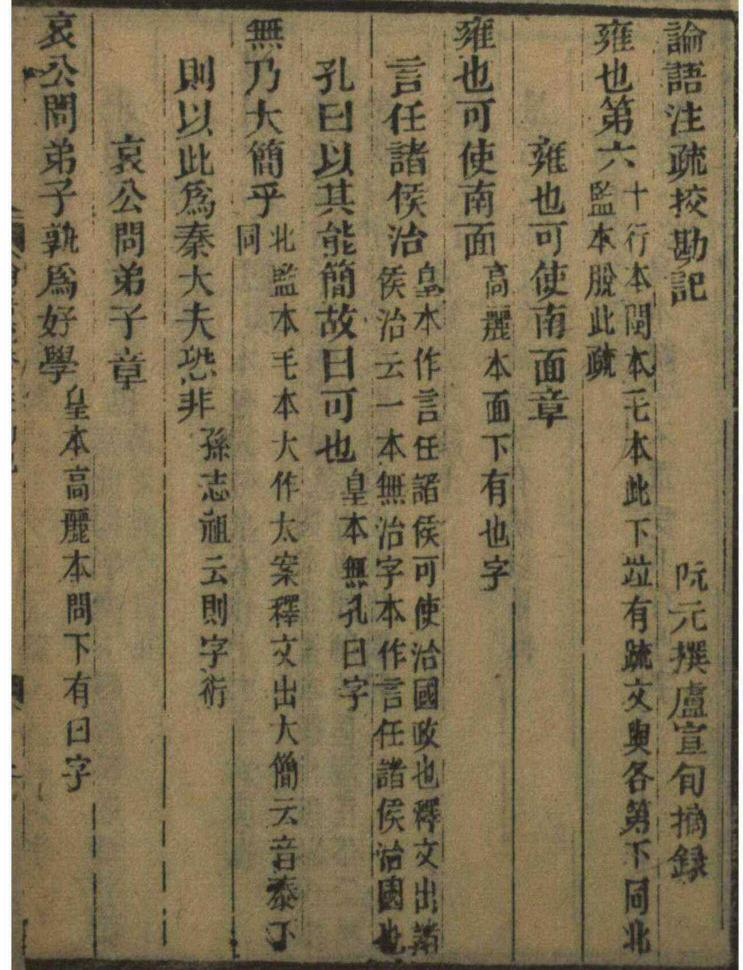 論語注疏挍勘記 阮元撰盧宣旬摘録
雍也第六 十行本閩本毛本此下竝有疏文與各第下同北
監本脫此疏
雍也可使南面章
雍也可使南面 高麗本面下有也字
言任諸侯治 皇本作言任諸侯可使治國政也釋文出諸
侯治云一本無治字本作言任諸侯治國也
孔曰以其能簡故曰可也 皇本無孔曰字
無乃大簡乎 北監本毛本大作太案釋文出大簡云音泰下
同
則以此爲秦大夫恐非 孫志祖云則字衍
哀公問弟子章
哀公問弟子孰爲好學 皇本高麗本問下有曰字